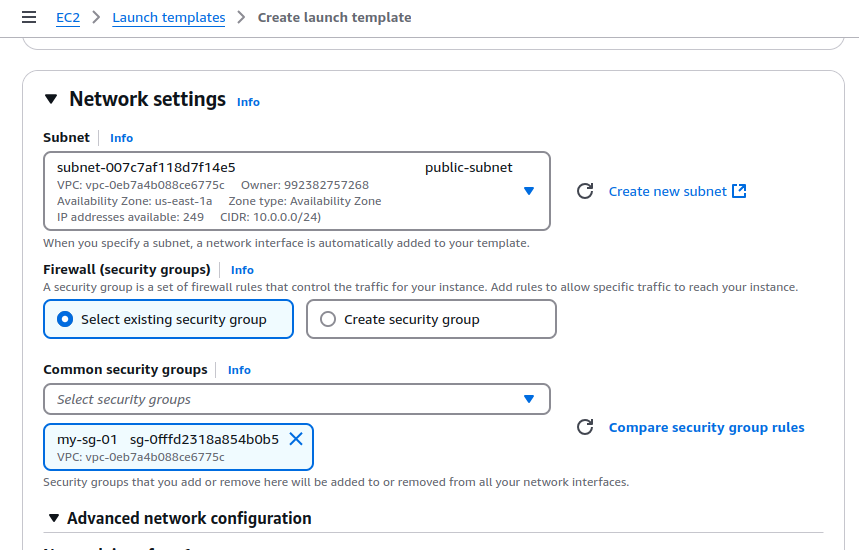 EC2 > Launch templates > Create launch template
Network settings Info
Subnet Info
subnet-007c7af118d7f14e5 public-subnet
VPC: vpc-0eb7a4b088ce6775c Owner: 992382757268
Availability Zone: us-east-1a Zone type: Availability Zone
IP addresses available: 249 CIDR: 10.0.0.0/24)
Create new subnet
When you specify a subnet, a network interface is automatically added to your template.
Firewall (security groups) Info
A security group is a set of firewall rules that control the traffic for your instance. Add rules to allow specific traffic to reach your instance.
Select existing security group Create security group
Common security groups Info
Select security groups
my-sg-01 sg-0fffd2318a854b0b5
VPC: vpc-0eb7a4b088ce6775c
Compare security group rules
Security groups that you add or remove here will be added to or removed from all your network interfaces.
Advanced network configuration